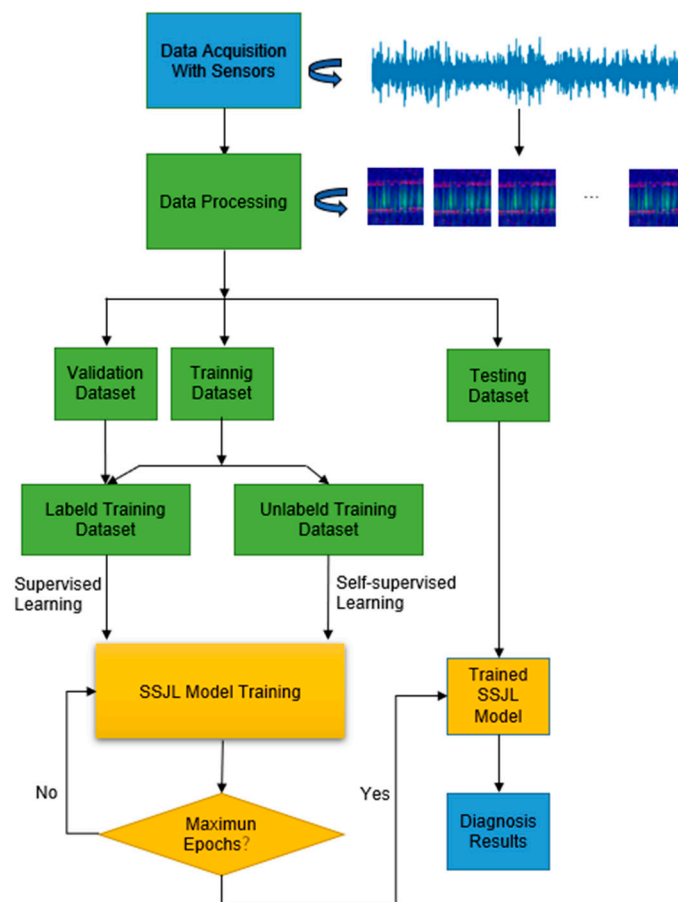 Data Acquisition
With Sensors
Data Processing
...
Validation
Dataset
Trainnig
Dataset
Testing
Dataset
Labeld Training
Dataset
Unlabeld Training
Dataset
Supervised
Learning
Self-supervised
Learning
SSJL Model Training
Trained
SSJL
Model
No
Yes
Maximun
Epochs?
Diagnosis
Results